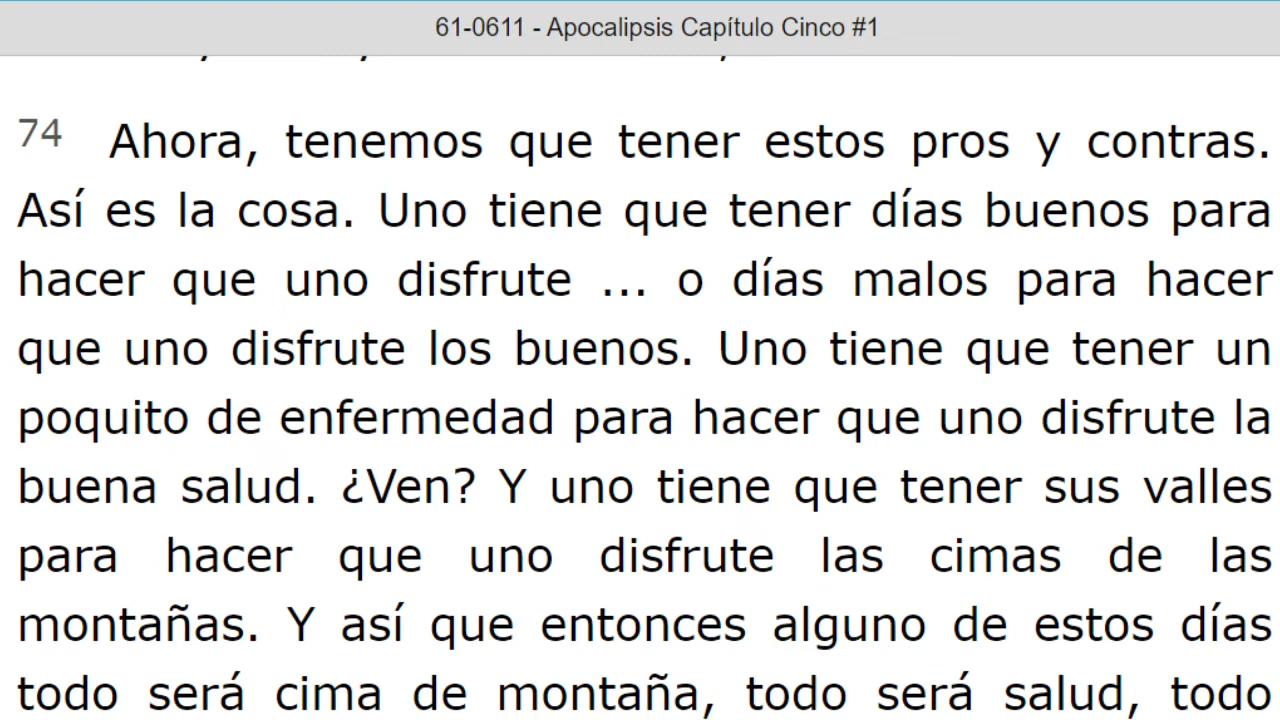 61-0611 - Apocalipsis Capítulo Cinco #1
74 Ahora, tenemos que tener estos pros y contras.
Así es la cosa. Uno tiene que tener días buenos para
hacer que uno disfrute ... o días malos para hacer
que uno disfrute los buenos. Uno tiene que tener un
poquito de enfermedad para hacer que uno disfrute la
buena salud. ¿Ven? Y uno tiene que tener sus valles
para hacer que uno disfrute las cimas de las
montañas. Y así que entonces alguno de estos días
todo será cima de montaña, todo será salud, todo